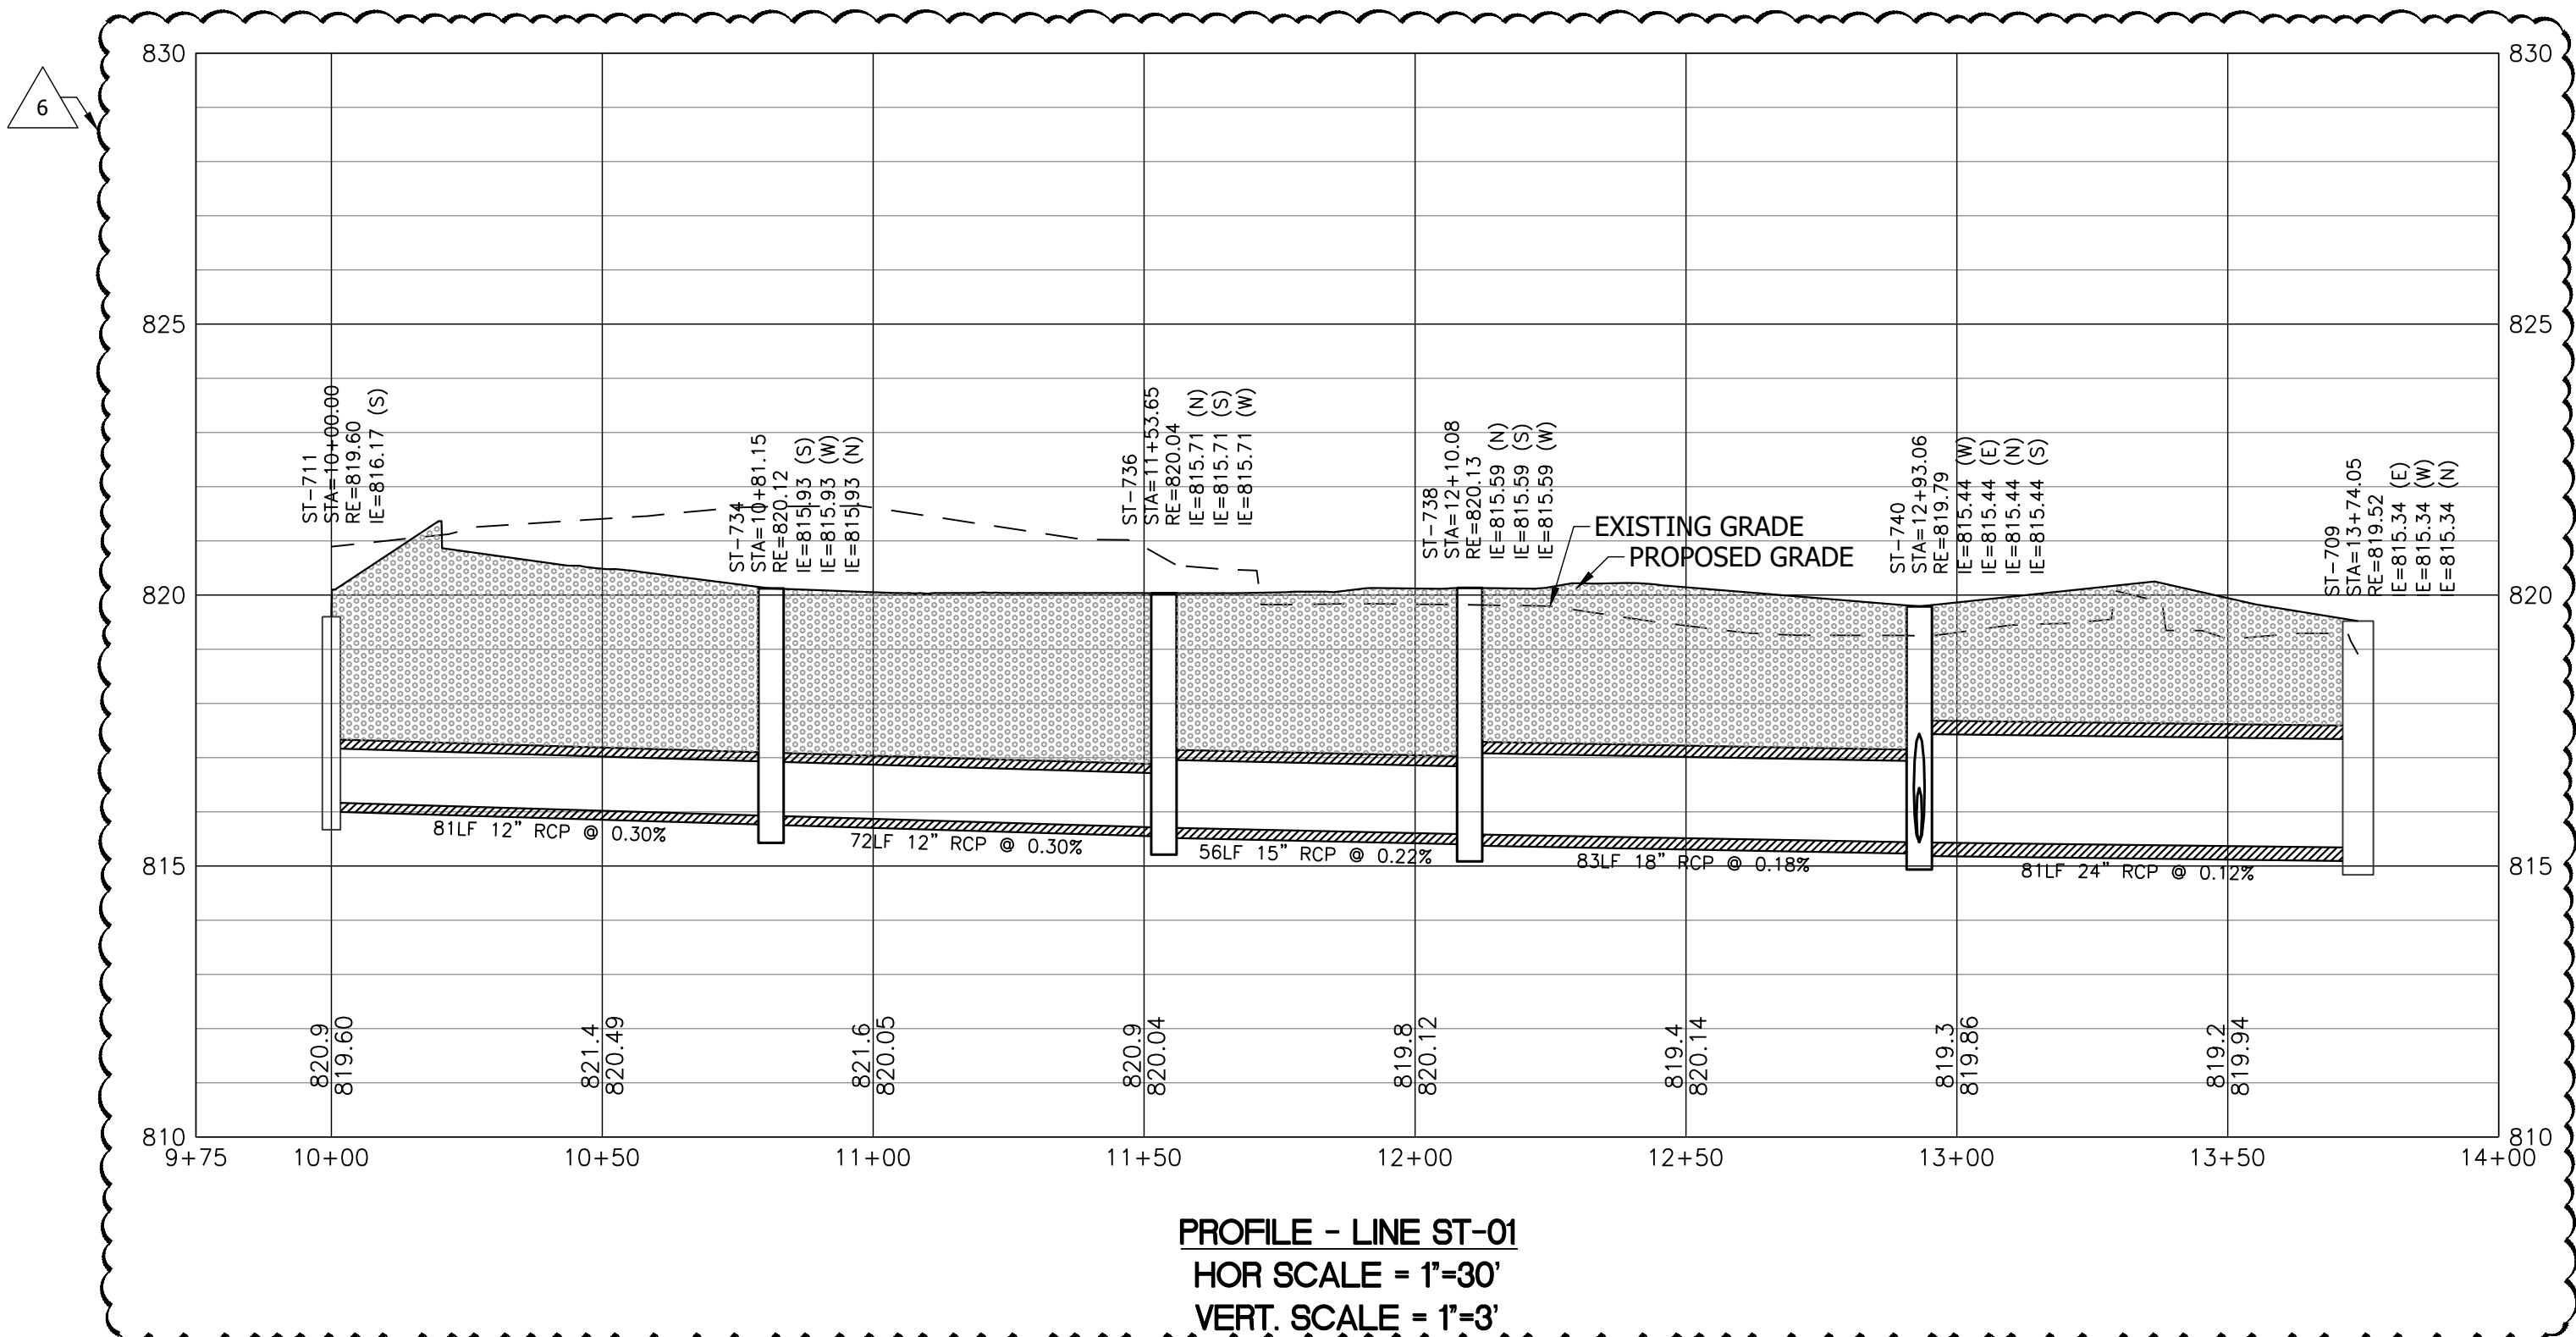 6
830
830
825
825
820
820
815
815
810
810
ST-711
STA=10+00.00
RE=819.60
IE=816.17 (S)
ST-734
STA=10+81.15
RE=820.12
IE=815.93 (S)
IE=815.93 (W)
IE=815.93 (N)
ST-736
STA=11+53.65
RE=820.04
IE=815.71 (N)
IE=815.71 (S)
IE=815.71 (W)
ST-738
STA=12+10.08
RE=820.13
IE=815.59 (N)
IE=815.59 (S)
IE=815.59 (W)
EXISTING GRADE
PROPOSED GRADE
ST-740
STA=12+93.06
RE=819.79
IE=815.44 (W)
IE=815.44 (E)
IE=815.44 (N)
IE=815.44 (S)
ST-709
STA=13+74.05
RE=819.52
IE=815.34 (E)
IE=815.34 (W)
IE=815.34 (N)
81LF 12" RCP @ 0.30%
72LF 12" RCP @ 0.30%
56LF 15" RCP @ 0.22%
83LF 18" RCP @ 0.18%
81LF 24" RCP @ 0.12%
820.9
819.60
821.4
820.49
821.6
820.05
820.9
820.04
819.8
820.12
819.4
820.14
819.3
819.86
819.2
819.94
9+75
10+00
10+50
11+00
11+50
12+00
12+50
13+00
13+50
14+00
PROFILE - LINE ST-01
HOR SCALE = 1"=30'
VERT. SCALE = 1"=3'